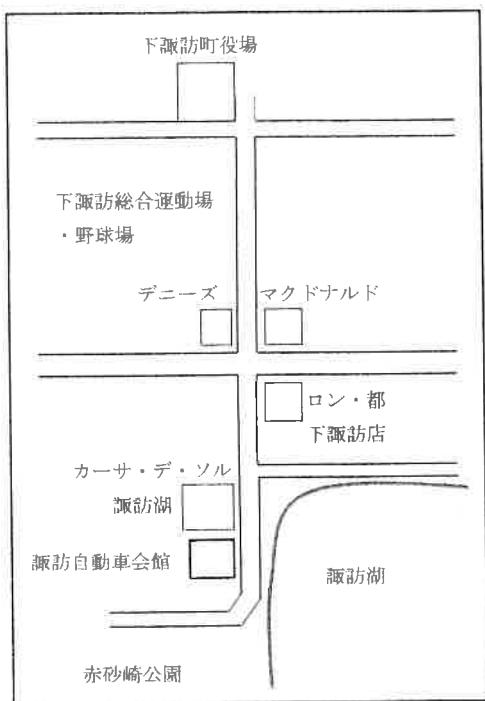 下諏訪町役場
下諏訪総合運動場
・野球場
デニーズ
マクドナルド
ロン・都
下諏訪店
カーサ・デ・ソル
諏訪湖
諏訪自動車会館
諏訪湖
赤砂崎公園